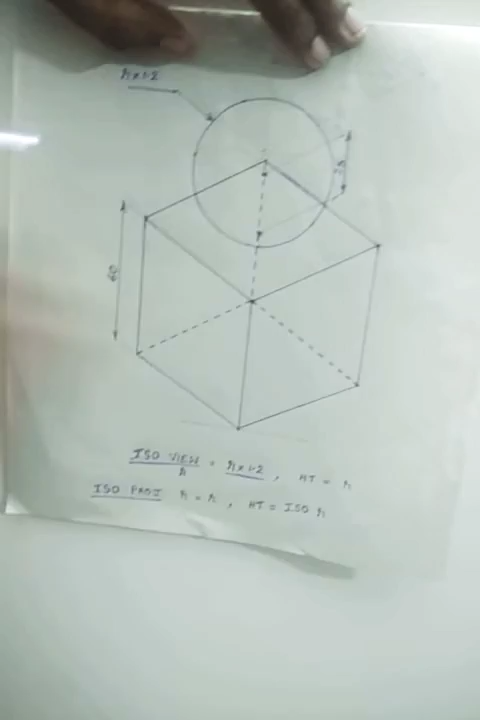 r x 1.2
60
ISO VIEW = r x 1.2 , HT = r
r
ISO PROJ r = r , HT = ISO r